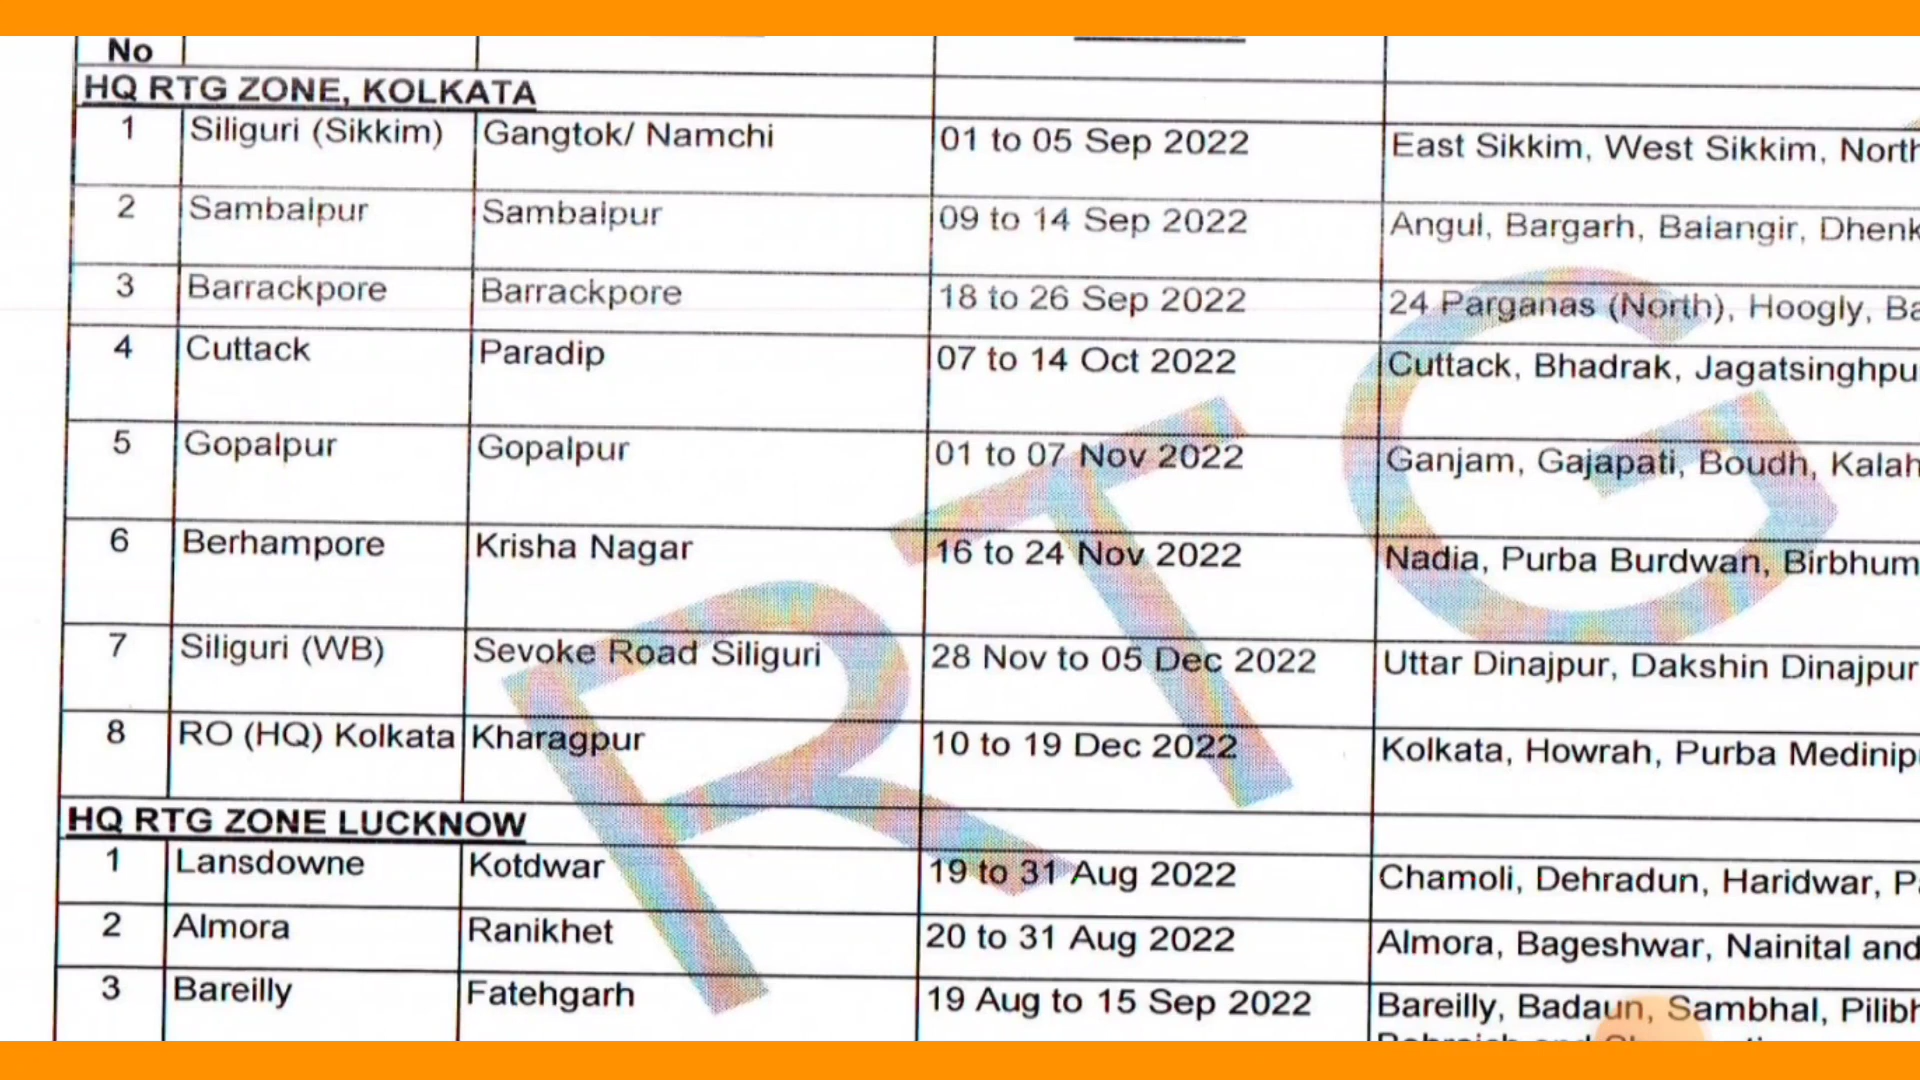 No
HQ RTG ZONE, KOLKATA
1 Siliguri (Sikkim) Gangtok/ Namchi 01 to 05 Sep 2022 East Sikkim, West Sikkim, North
2 Sambalpur Sambalpur 09 to 14 Sep 2022 Angul, Bargarh, Balangir, Dhenk
3 Barrackpore Barrackpore 18 to 26 Sep 2022 24 Parganas (North), Hoogly, Ba
4 Cuttack Paradip 07 to 14 Oct 2022 Cuttack, Bhadrak, Jagatsinghpu
5 Gopalpur Gopalpur 01 to 07 Nov 2022 Ganjam, Gajapati, Boudh, Kalah
6 Berhampore Krisha Nagar 16 to 24 Nov 2022 Nadia, Purba Burdwan, Birbhum
7 Siliguri (WB) Sevoke Road Siliguri 28 Nov to 05 Dec 2022 Uttar Dinajpur, Dakshin Dinajpur
8 RO (HQ) Kolkata Kharagpur 10 to 19 Dec 2022 Kolkata, Howrah, Purba Medinip
HQ RTG ZONE LUCKNOW
1 Lansdowne Kotdwar 19 to 31 Aug 2022 Chamoli, Dehradun, Haridwar, P
2 Almora Ranikhet 20 to 31 Aug 2022 Almora, Bageshwar, Nainital and
3 Bareilly Fatehgarh 19 Aug to 15 Sep 2022 Bareilly, Badaun, Sambhal, Pilibh
RTG